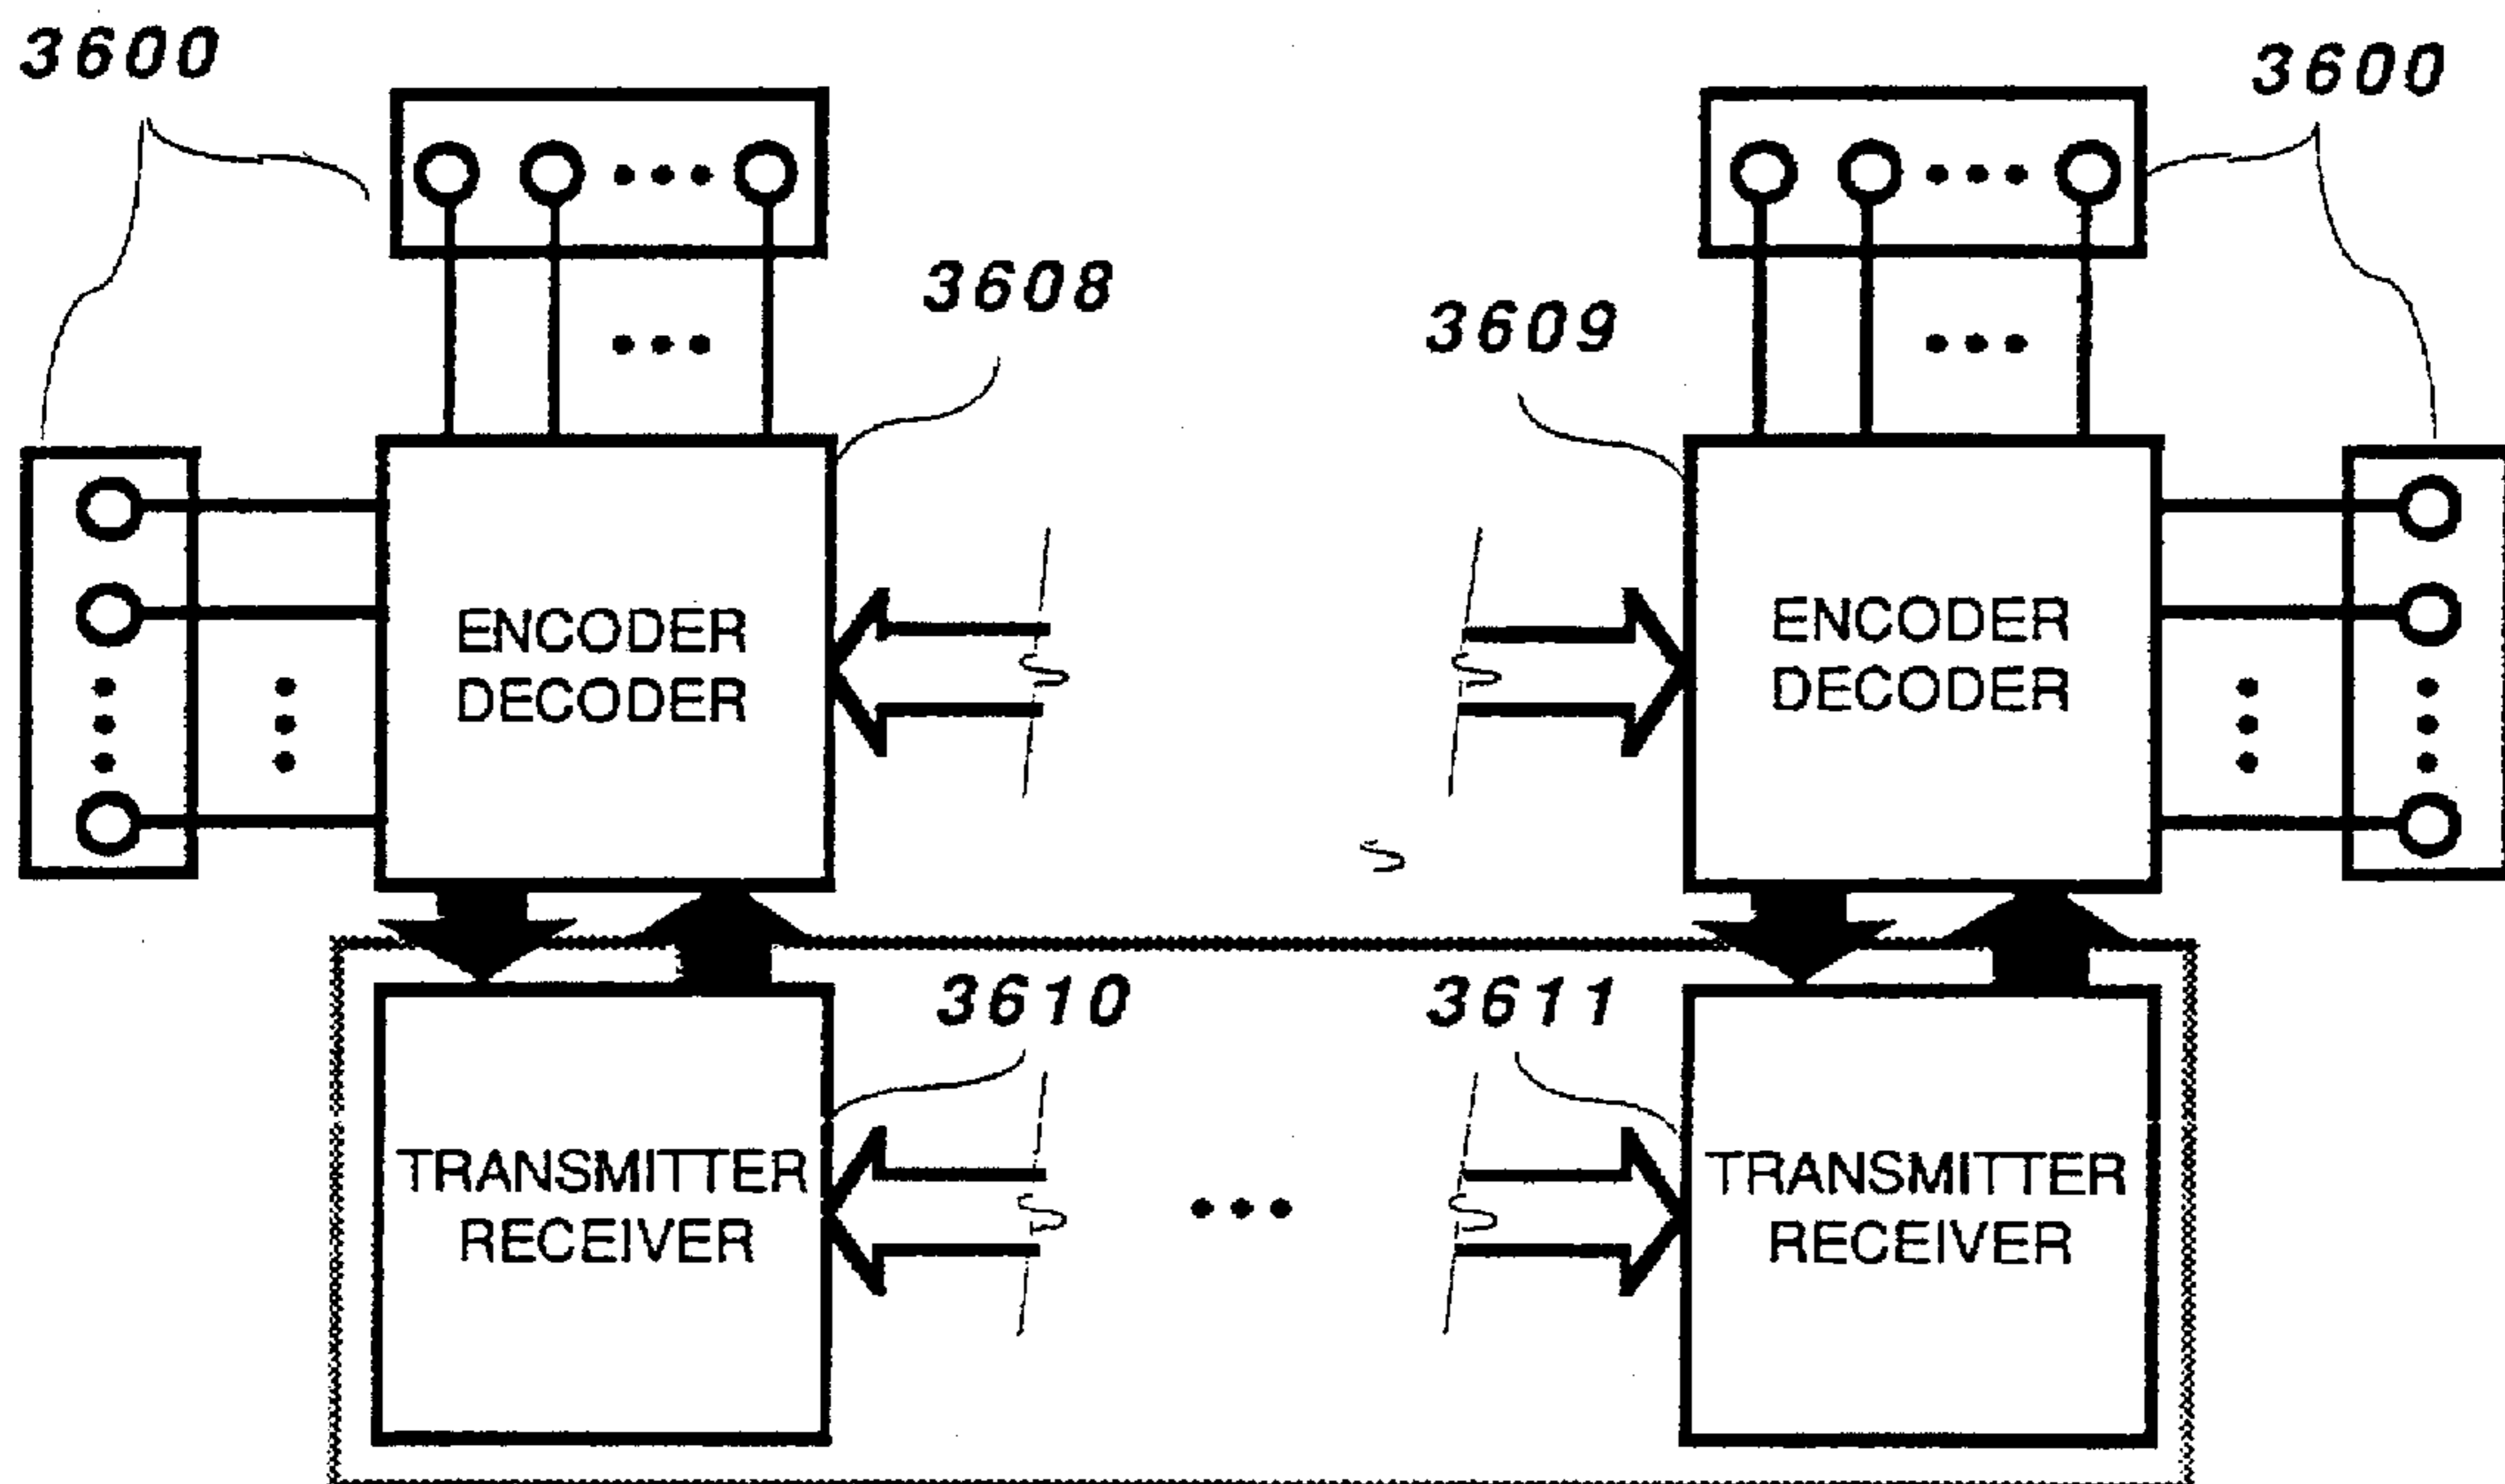 3600
3600
3608
3609
ENCODER
DECODER
ENCODER
DECODER
3610
3611
TRANSMITTER
RECEIVER
TRANSMITTER
RECEIVER